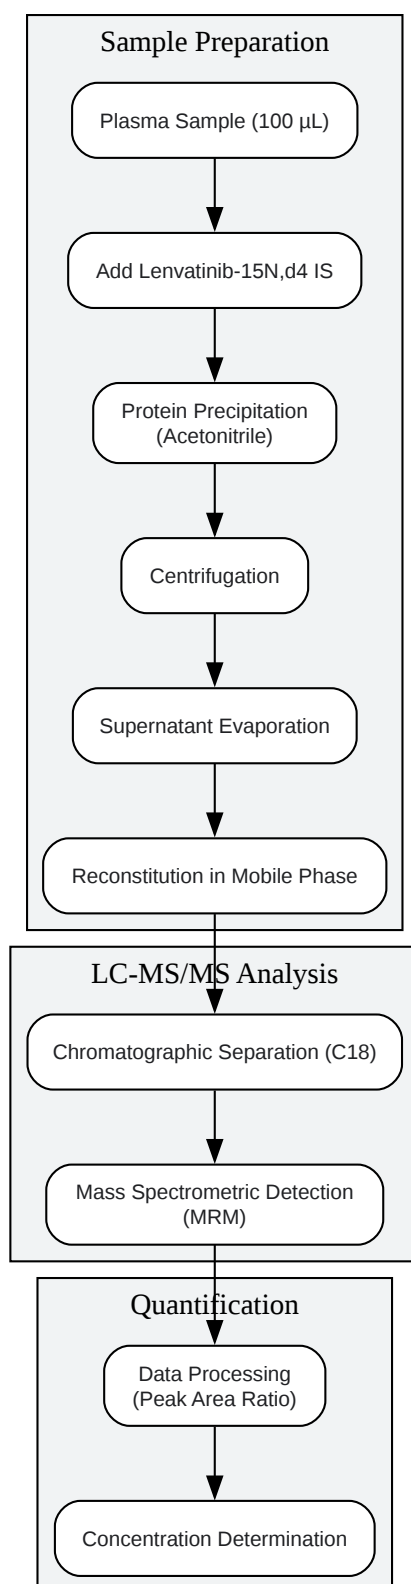 Sample Preparation
Plasma Sample (100 µL)
Add Lenvatinib-15N,d4 IS
Protein Precipitation
(Acetonitrile)
Centrifugation
Supernatant Evaporation
Reconstitution in Mobile Phase
LC-MS/MS Analysis
Chromatographic Separation (C18)
Mass Spectrometric Detection
(MRM)
Quantification
Data Processing
(Peak Area Ratio)
Concentration Determination